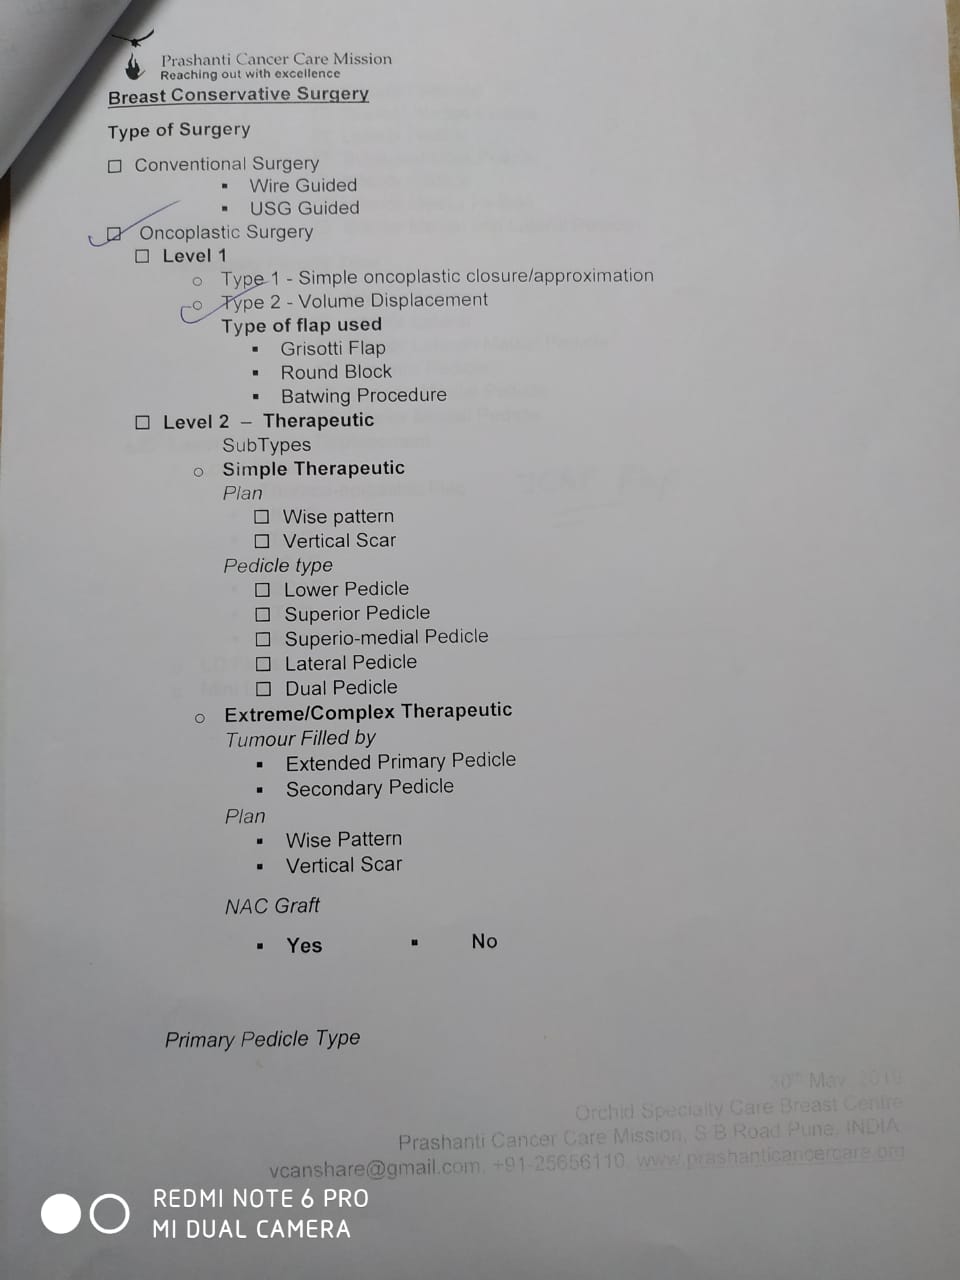 Prashanti Cancer Care Mission
Reaching out with excellence
Breast Conservative Surgery
Type of Surgery
☐ Conventional Surgery
▪ Wire Guided
▪ USG Guided
☐ Oncoplastic Surgery
☐ Level 1
○ Type 1 - Simple oncoplastic closure/approximation
○ Type 2 - Volume Displacement
Type of flap used
▪ Grisotti Flap
▪ Round Block
▪ Batwing Procedure
☐ Level 2 – Therapeutic
SubTypes
○ Simple Therapeutic
Plan
☐ Wise pattern
☐ Vertical Scar
Pedicle type
☐ Lower Pedicle
☐ Superior Pedicle
☐ Superio-medial Pedicle
☐ Lateral Pedicle
☐ Dual Pedicle
○ Extreme/Complex Therapeutic
Tumour Filled by
▪ Extended Primary Pedicle
▪ Secondary Pedicle
Plan
▪ Wise Pattern
▪ Vertical Scar
NAC Graft
▪ Yes ▪ No
Primary Pedicle Type
30th May, 2019
Orchid Specialty Care Breast Centre
Prashanti Cancer Care Mission, S B Road Pune, INDIA
vcanshare@gmail.com, +91-25656110, www.prashanticancercare.org
REDMI NOTE 6 PRO
MI DUAL CAMERA